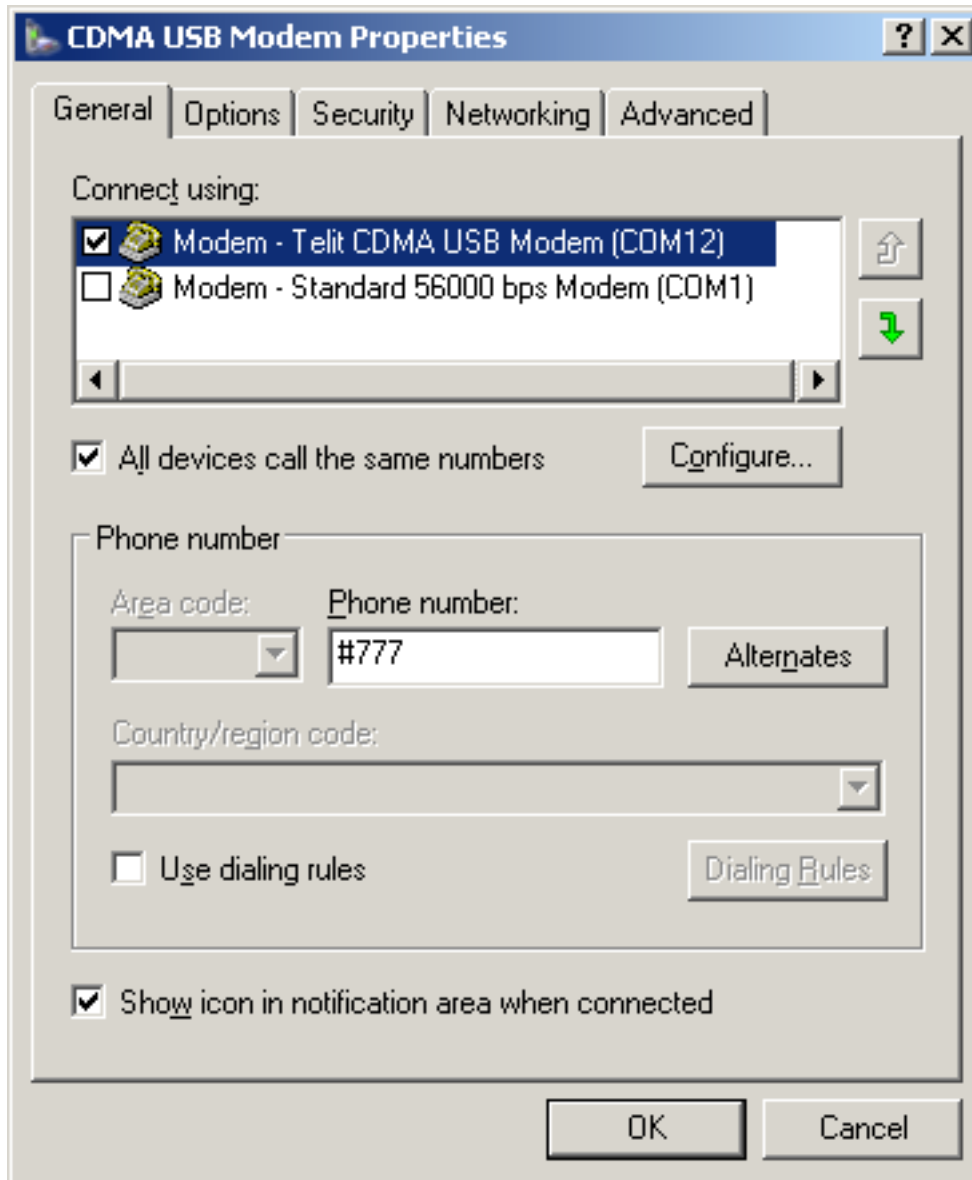 CDMA USB Modem Properties
General Options Security Networking Advanced
Connect using:
Modem - Telit CDMA USB Modem (COM12)
Modem - Standard 56000 bps Modem (COM1)
All devices call the same numbers
Configure...
Phone number
Area code: Phone number:
#777
Alternates
Country/region code:
Use dialing rules
Dialing Rules
Show icon in notification area when connected
OK Cancel